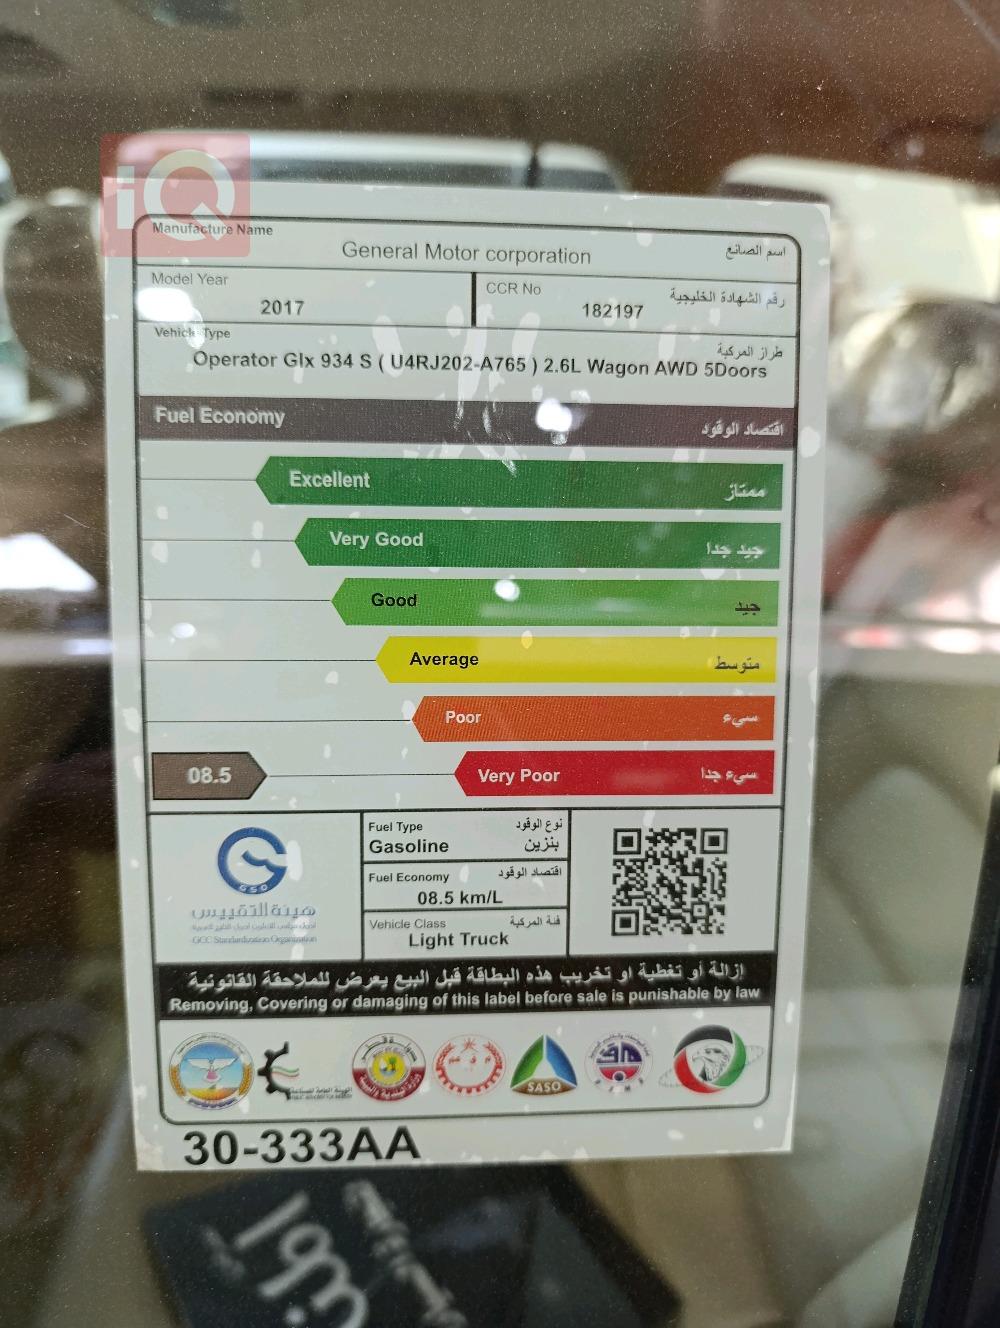 iQ
Manufacture Name
General Motor corporation
اسم الصانع
Model Year
2017
CCR No
182197
رقم الشهادة الخليجية
Vehicle Type
طراز المركبة
Operator Glx 934 S ( U4RJ202-A765 ) 2.6L Wagon AWD 5Doors
Fuel Economy
اقتصاد الوقود
Excellent
ممتاز
Very Good
جيد جدا
Good
جيد
Average
متوسط
Poor
سيء
08.5
Very Poor
سيء جدا
Fuel Type
نوع الوقود
Gasoline
بنزين
Fuel Economy
اقتصاد الوقود
08.5 km/L
Vehicle Class
فئة المركبة
Light Truck
GSO
هيئة التقييس
GCC Standardization Organization
إزالة أو تغطية او تخريب هذه البطاقة قبل البيع يعرض للملاحقة القانونية
Removing, Covering or damaging of this label before sale is punishable by law
SASO
30-333AA